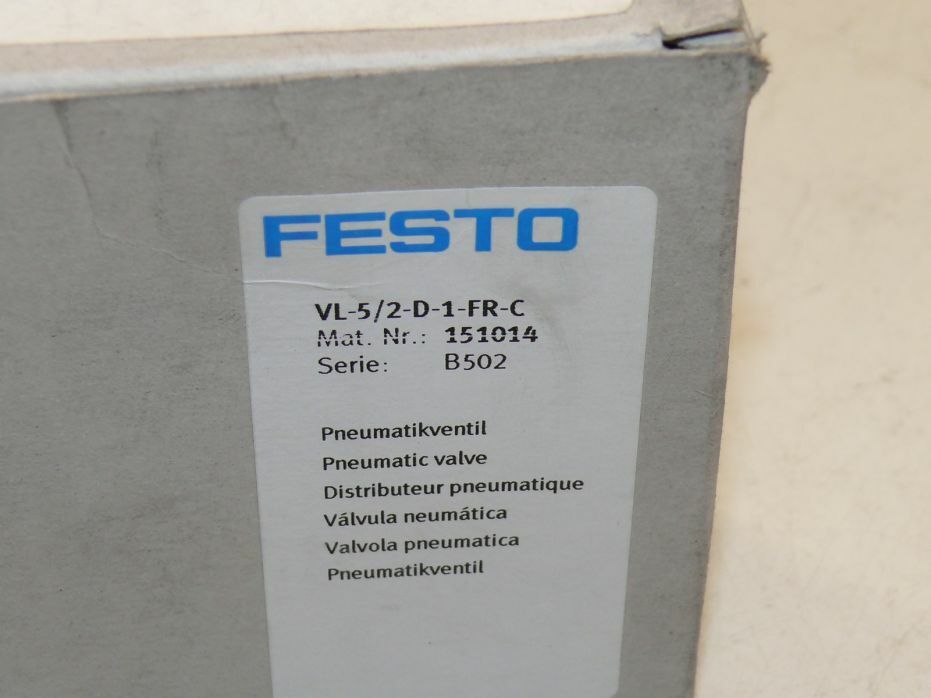 FESTO
VL-5/2-D-1-FR-C
Mat. Nr.: 151014
Serie: B502
Pneumatikventil
Pneumatic valve
Distributeur pneumatique
Válvula neumática
Valvola pneumatica
Pneumatikventil